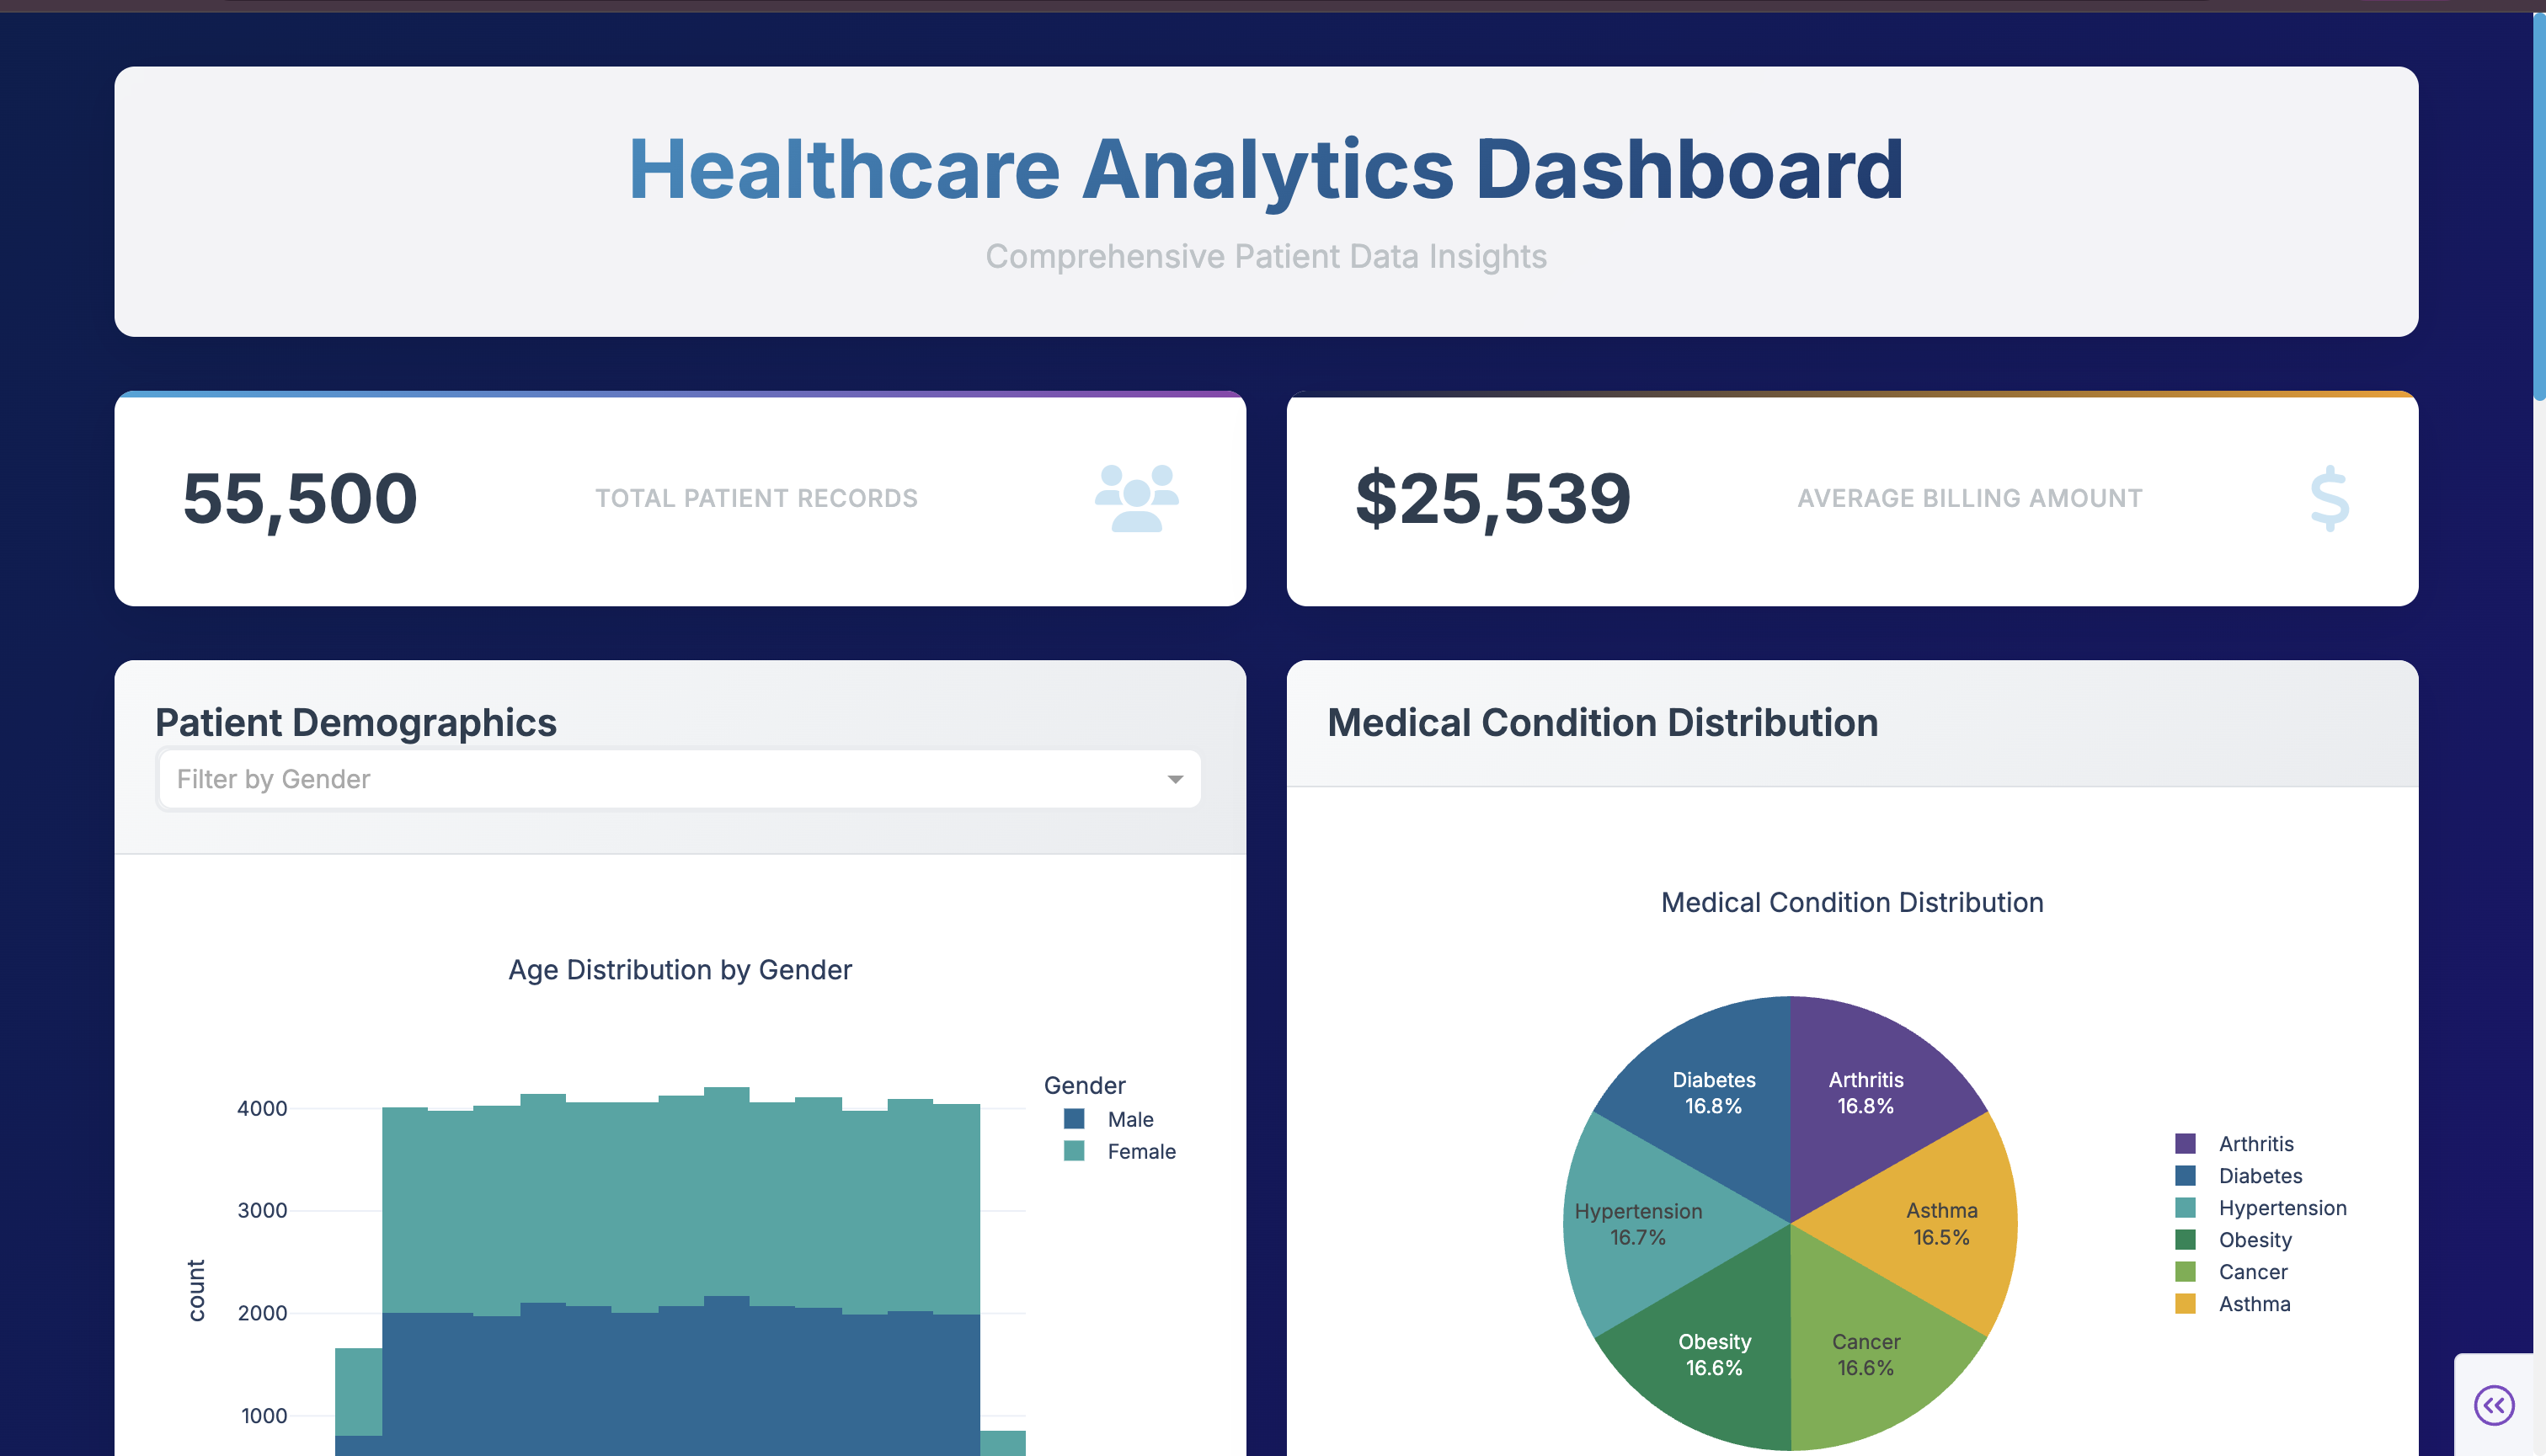 Healthcare Analytics Dashboard
Comprehensive Patient Data Insights
55,500
TOTAL PATIENT RECORDS
$25,539
AVERAGE BILLING AMOUNT
Patient Demographics
Filter by Gender
Age Distribution by Gender
4000
3000
2000
1000
count
Gender
Male
Female
Medical Condition Distribution
Medical Condition Distribution
Diabetes
16.8%
Arthritis
16.8%
Hypertension
16.7%
Asthma
16.5%
Obesity
16.6%
Cancer
16.6%
Arthritis
Diabetes
Hypertension
Obesity
Cancer
Asthma